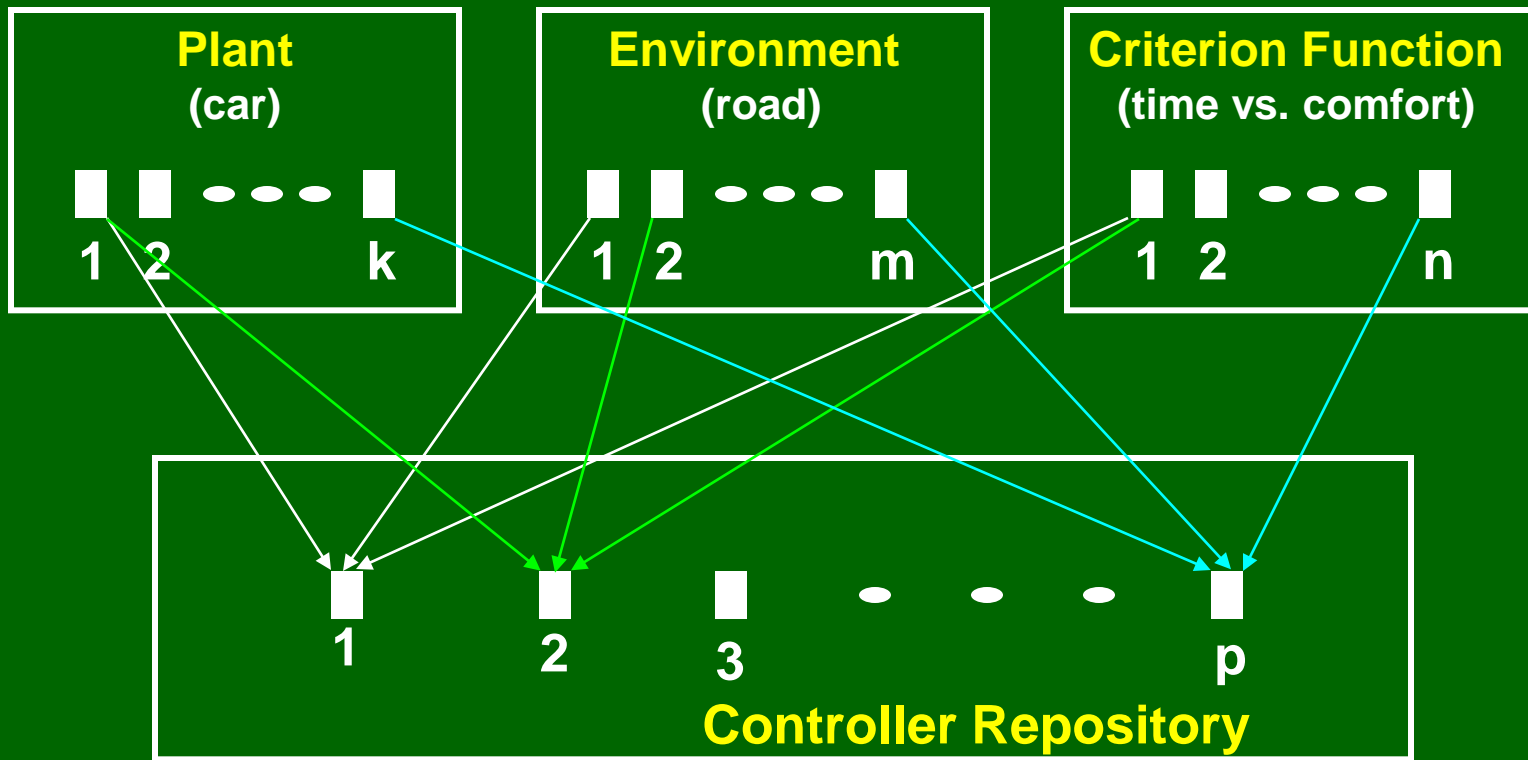 Plant
(car)
1 2 k
Environment
(road)
1 2 m
Criterion Function
(time vs. comfort)
1 2 n
1 2 3 p
Controller Repository